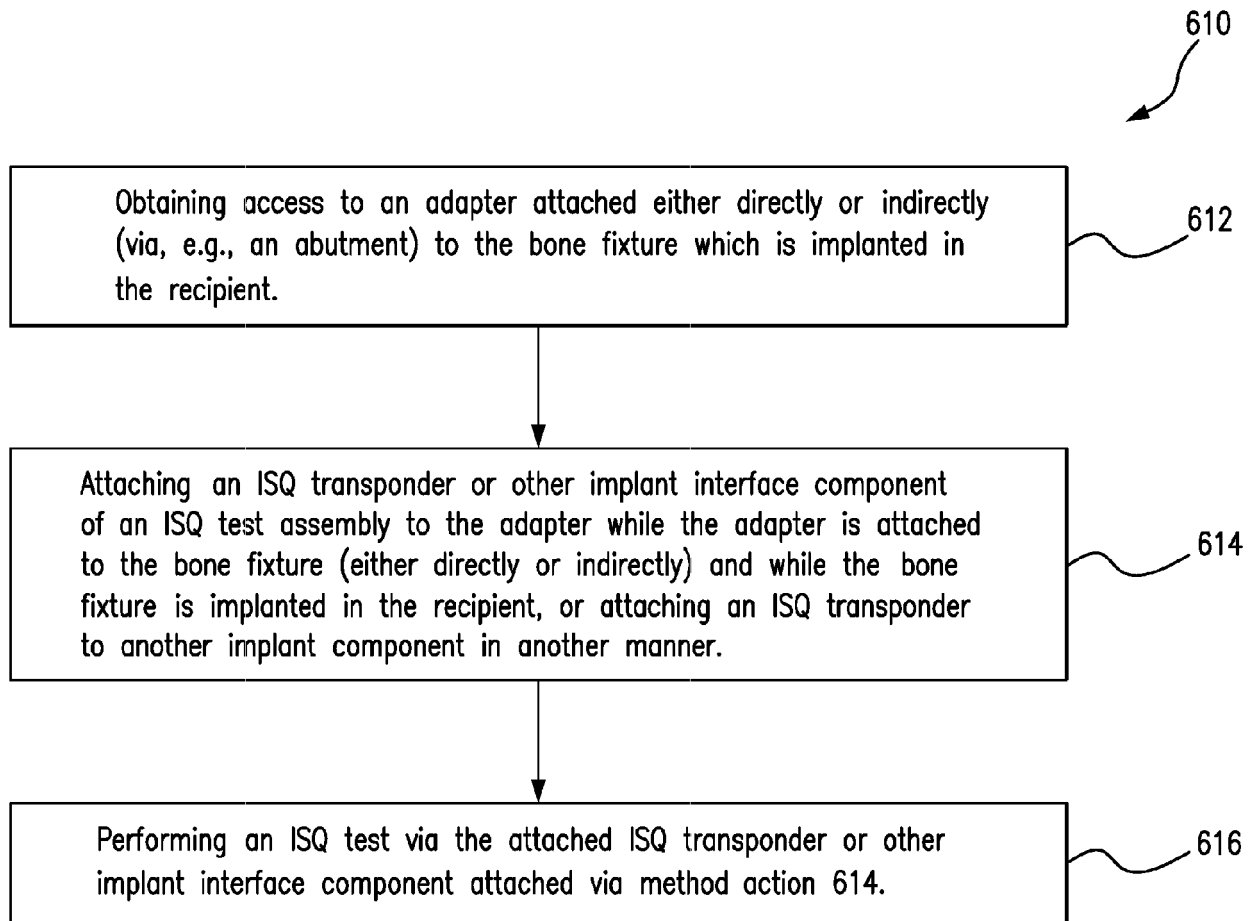 610
Obtaining access to an adapter attached either directly or indirectly
(via, e.g., an abutment) to the bone fixture which is implanted in
the recipient.
612
Attaching an ISQ transponder or other implant interface component
of an ISQ test assembly to the adapter while the adapter is attached
to the bone fixture (either directly or indirectly) and while the bone
fixture is implanted in the recipient, or attaching an ISQ transponder
to another implant component in another manner.
614
Performing an ISQ test via the attached ISQ transponder or other
implant interface component attached via method action 614.
616